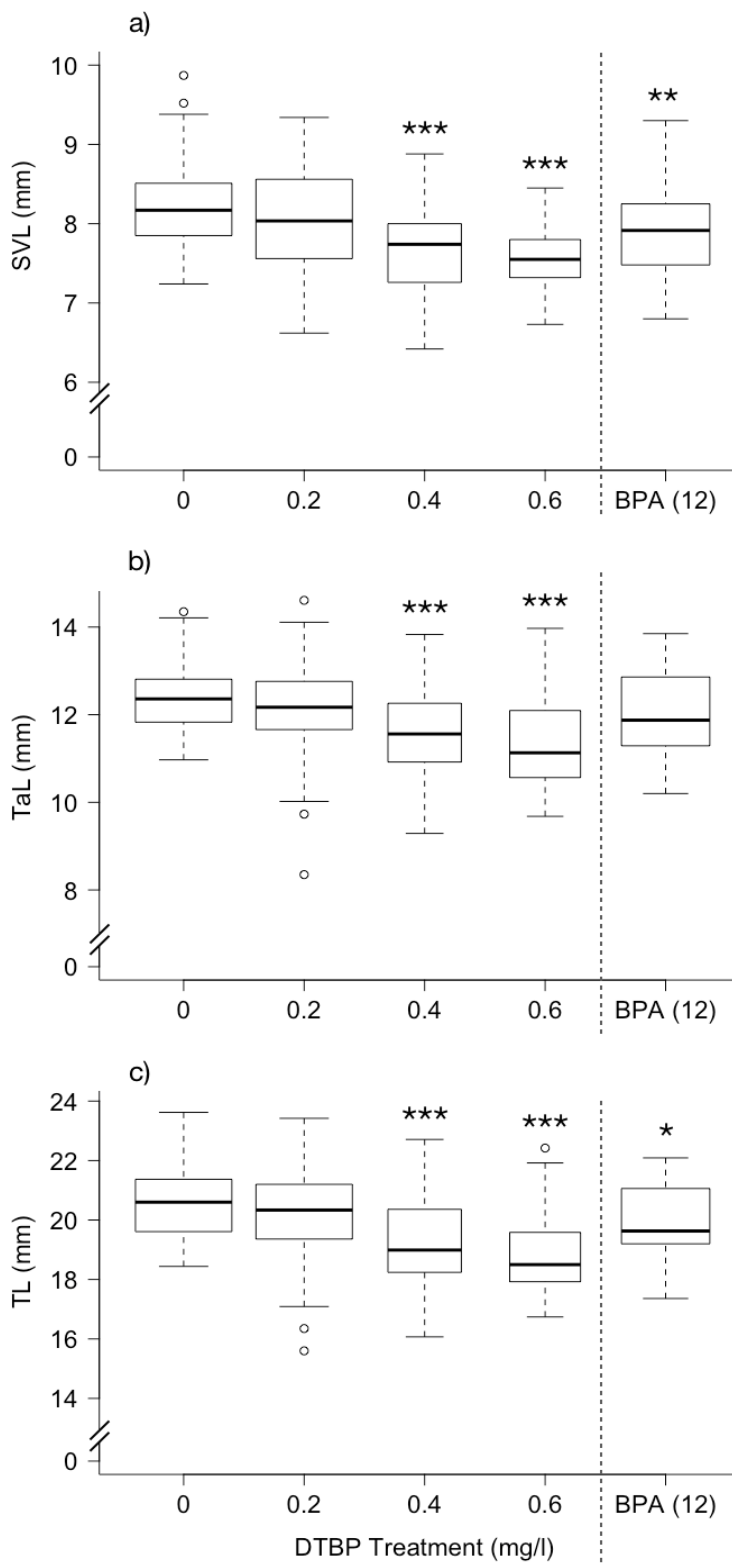 a)
SVL (mm)
10
9
8
7
6
0
***
***
**
0 0.2 0.4 0.6 BPA (12)
b)
TaL (mm)
14
12
10
8
0
***
***
0 0.2 0.4 0.6 BPA (12)
c)
TL (mm)
24
22
20
18
16
14
0
***
***
*
0 0.2 0.4 0.6 BPA (12)
DTBP Treatment (mg/l)